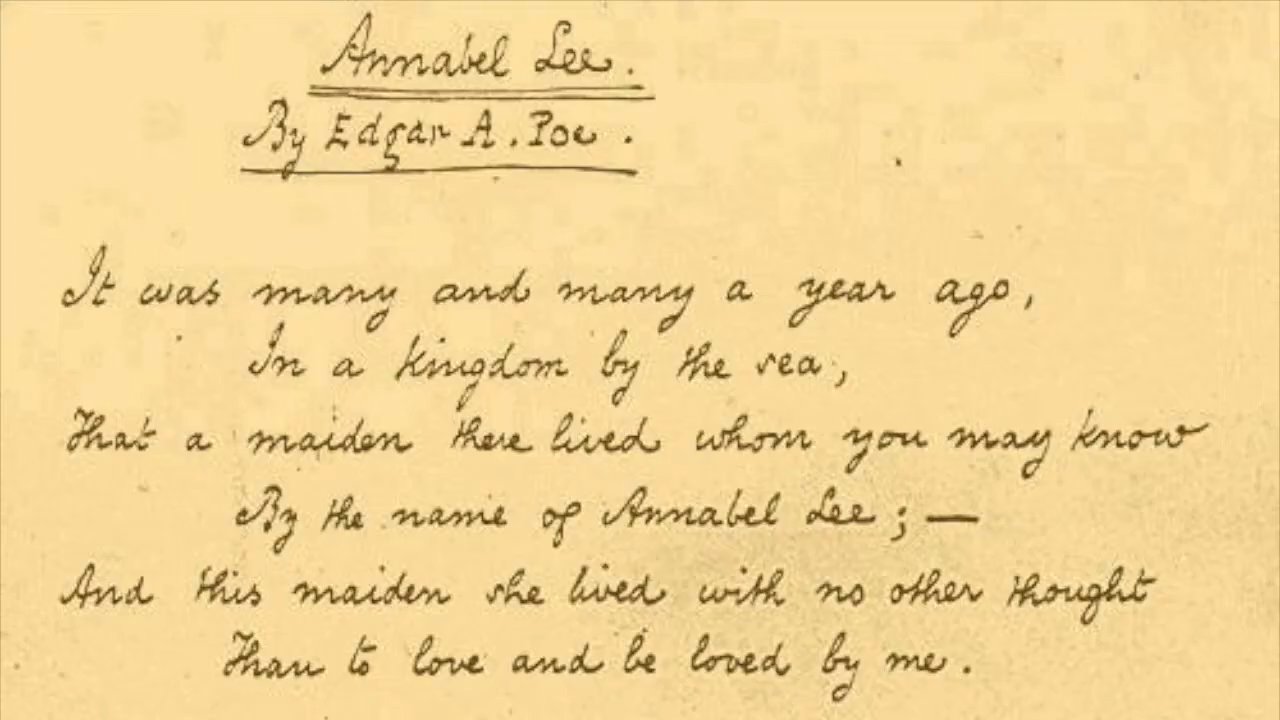 Annabel Lee.
By Edgar A. Poe.
It was many and many a year ago,
In a kingdom by the sea,
That a maiden there lived whom you may know
By the name of Annabel Lee; —
And this maiden she lived with no other thought
Than to love and be loved by me.